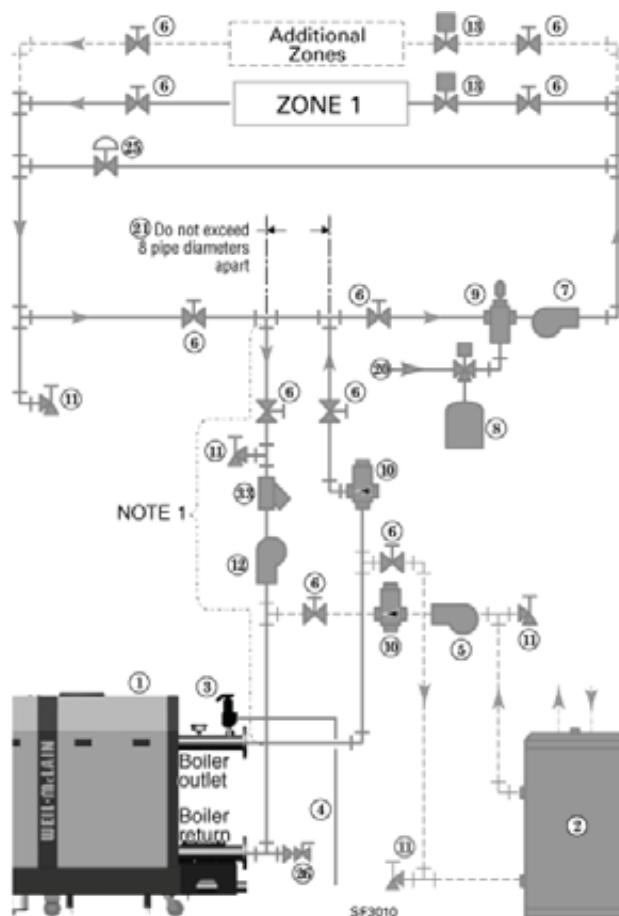 6 13 6
Additional
Zones
6 13 6
ZONE 1
25
21 Do not exceed
8 pipe diameters
apart
6 9 7
6
20
11 6 6 8
11 10
33
NOTE 1
12 6
6
10 5 11
1 3
WEIL-McLAIN
Boiler
outlet
4 2
Boiler
return
11
26
S/F3010